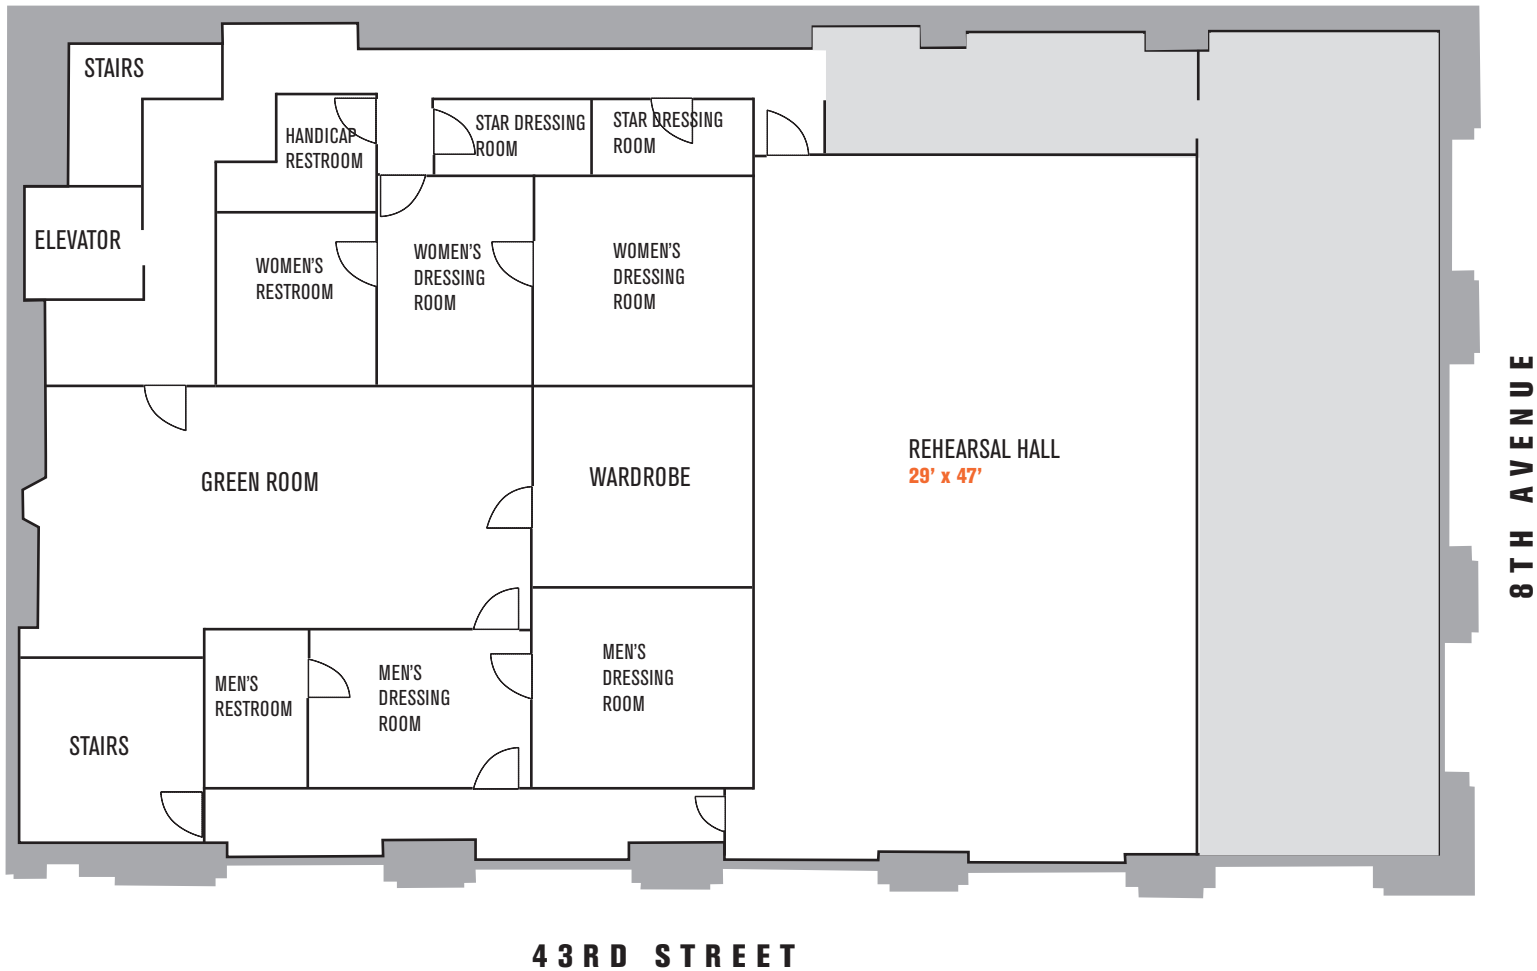 STAIRS
HANDICAP
RESTROOM
STAR DRESSING
ROOM
STAR DRESSING
ROOM
ELEVATOR
WOMEN'S
RESTROOM
WOMEN'S
DRESSING
ROOM
WOMEN'S
DRESSING
ROOM
GREEN ROOM
WARDROBE
REHEARSAL HALL
29' x 47'
8TH AVENUE
MEN'S
RESTROOM
MEN'S
DRESSING
ROOM
MEN'S
DRESSING
ROOM
STAIRS
43RD STREET